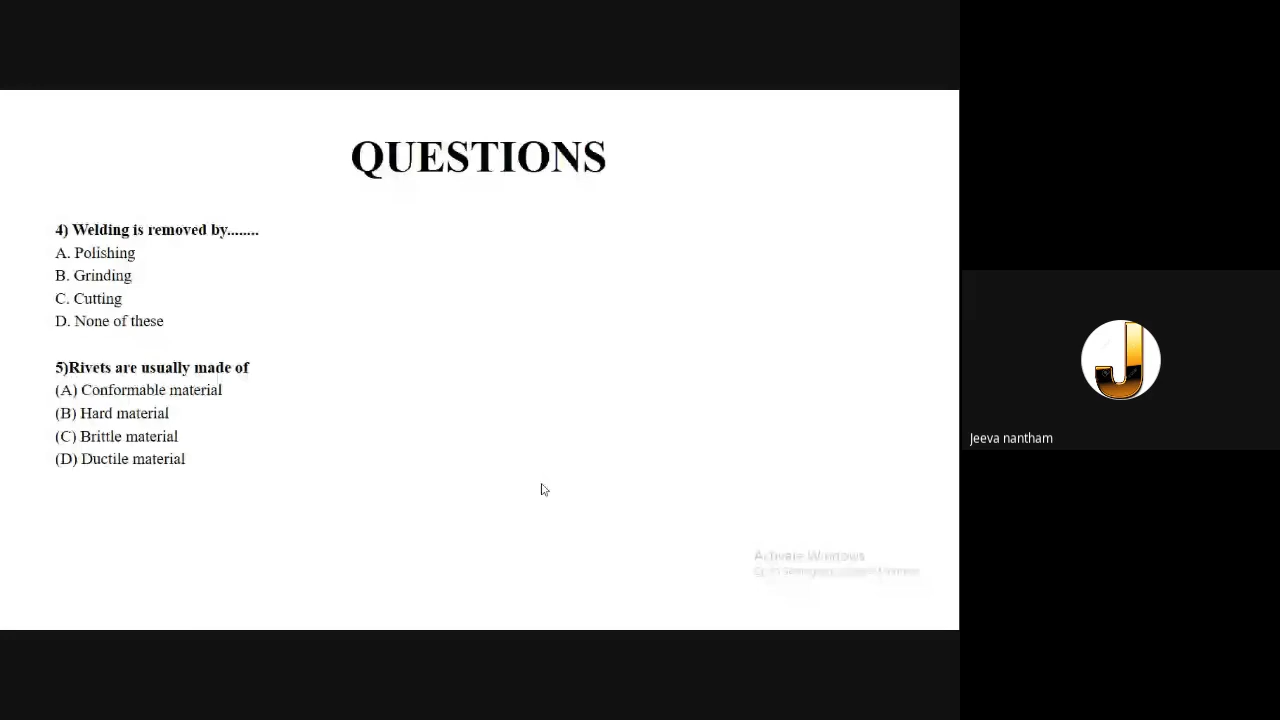 QUESTIONS
4) Welding is removed by........
A. Polishing
B. Grinding
C. Cutting
D. None of these
5)Rivets are usually made of
(A) Conformable material
(B) Hard material
(C) Brittle material
(D) Ductile material
Activate Windows
Jeeva nantham